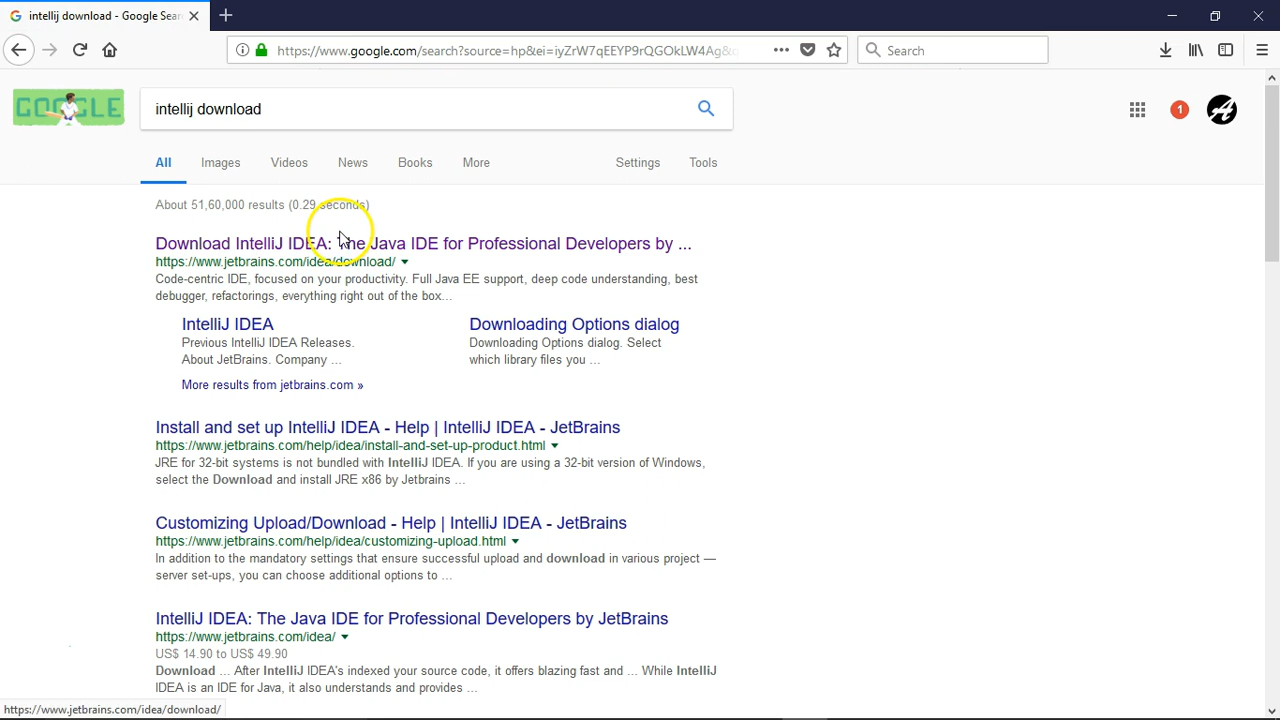 intellij download - Google Sear
https://www.google.com/search?source=hp&ei=iyZrW7qEEYP9rQGOkLW4Ag&
Search
GOOGLE
intellij download
1
All Images Videos News Books More Settings Tools
About 51,60,000 results (0.29 seconds)
Download IntelliJ IDEA: The Java IDE for Professional Developers by ...
https://www.jetbrains.com/idea/download/
Code-centric IDE, focused on your productivity. Full Java EE support, deep code understanding, best
debugger, refactorings, everything right out of the box...
IntelliJ IDEA
Previous IntelliJ IDEA Releases.
About JetBrains. Company ...
Downloading Options dialog
Downloading Options dialog. Select
which library files you ...
More results from jetbrains.com »
Install and set up IntelliJ IDEA - Help | IntelliJ IDEA - JetBrains
https://www.jetbrains.com/help/idea/install-and-set-up-product.html
JRE for 32-bit systems is not bundled with IntelliJ IDEA. If you are using a 32-bit version of Windows,
select the Download and install JRE x86 by Jetbrains ...
Customizing Upload/Download - Help | IntelliJ IDEA - JetBrains
https://www.jetbrains.com/help/idea/customizing-upload.html
In addition to the mandatory settings that ensure successful upload and download in various project —
server set-ups, you can choose additional options to ...
IntelliJ IDEA: The Java IDE for Professional Developers by JetBrains
https://www.jetbrains.com/idea/
US$ 14.90 to US$ 49.90
Download ... After IntelliJ IDEA's indexed your source code, it offers blazing fast and ... While IntelliJ
IDEA is an IDE for Java, it also understands and provides ...
https://www.jetbrains.com/idea/download/